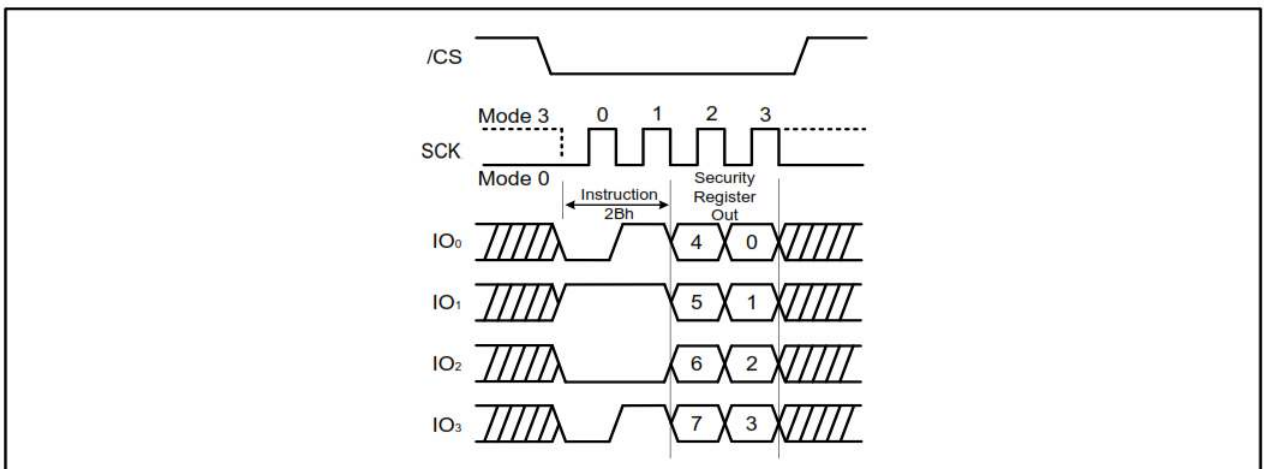 /CS
Mode 3 0 1 2 3
SCK
Mode 0
Instruction
2Bh
Security
Register
Out
IO₀ 4 0
IO₁ 5 1
IO₂ 6 2
IO₃ 7 3